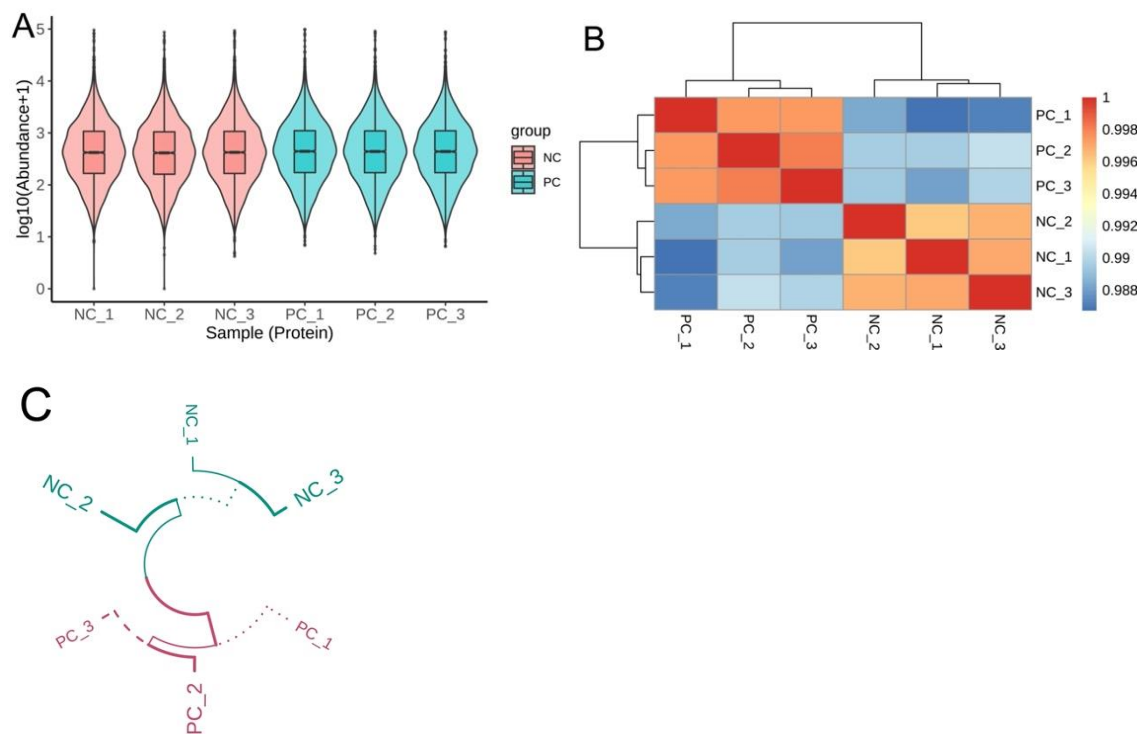 A
log10(Abundance+1)
5
4
3
2
1
0
NC_1 NC_2 NC_3 PC_1 PC_2 PC_3
Sample (Protein)
group
NC
PC
B
PC_1
PC_2
PC_3
NC_2
NC_1
NC_3
PC_1 PC_2 PC_3 NC_2 NC_1 NC_3
1
0.998
0.996
0.994
0.992
0.99
0.988
C
NC_1
NC_2
NC_3
PC_3
PC_1
PC_2